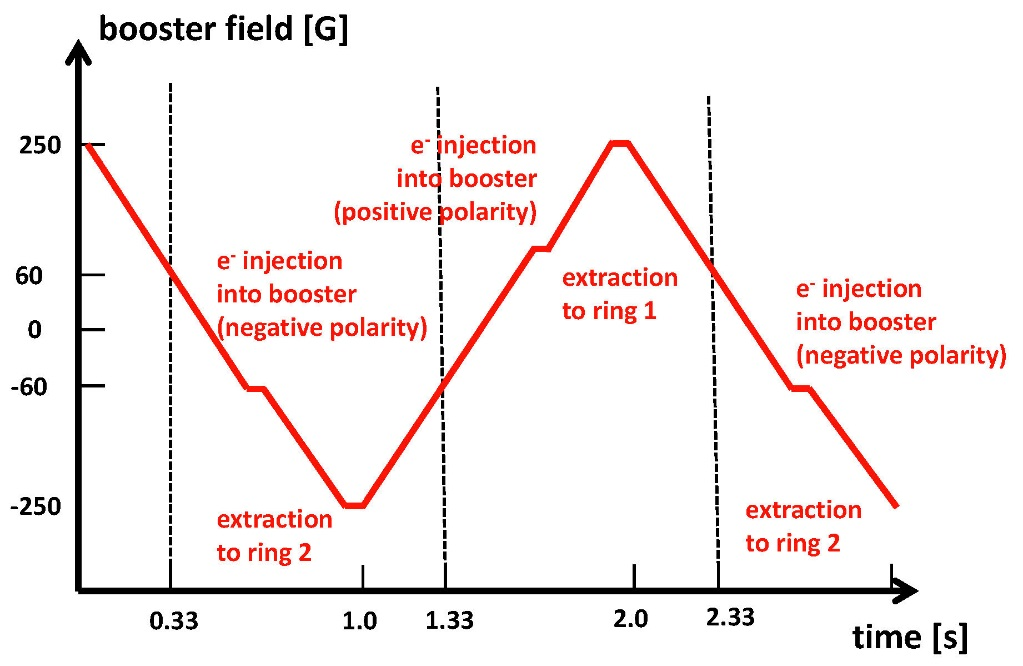 booster field [G]
250
60
0
-60
-250
e- injection
into booster
(negative polarity)
extraction
to ring 2
e- injection
into booster
(positive polarity)
extraction
to ring 1
e- injection
into booster
(negative polarity)
extraction
to ring 2
0.33
1.0
1.33
2.0
2.33
time [s]